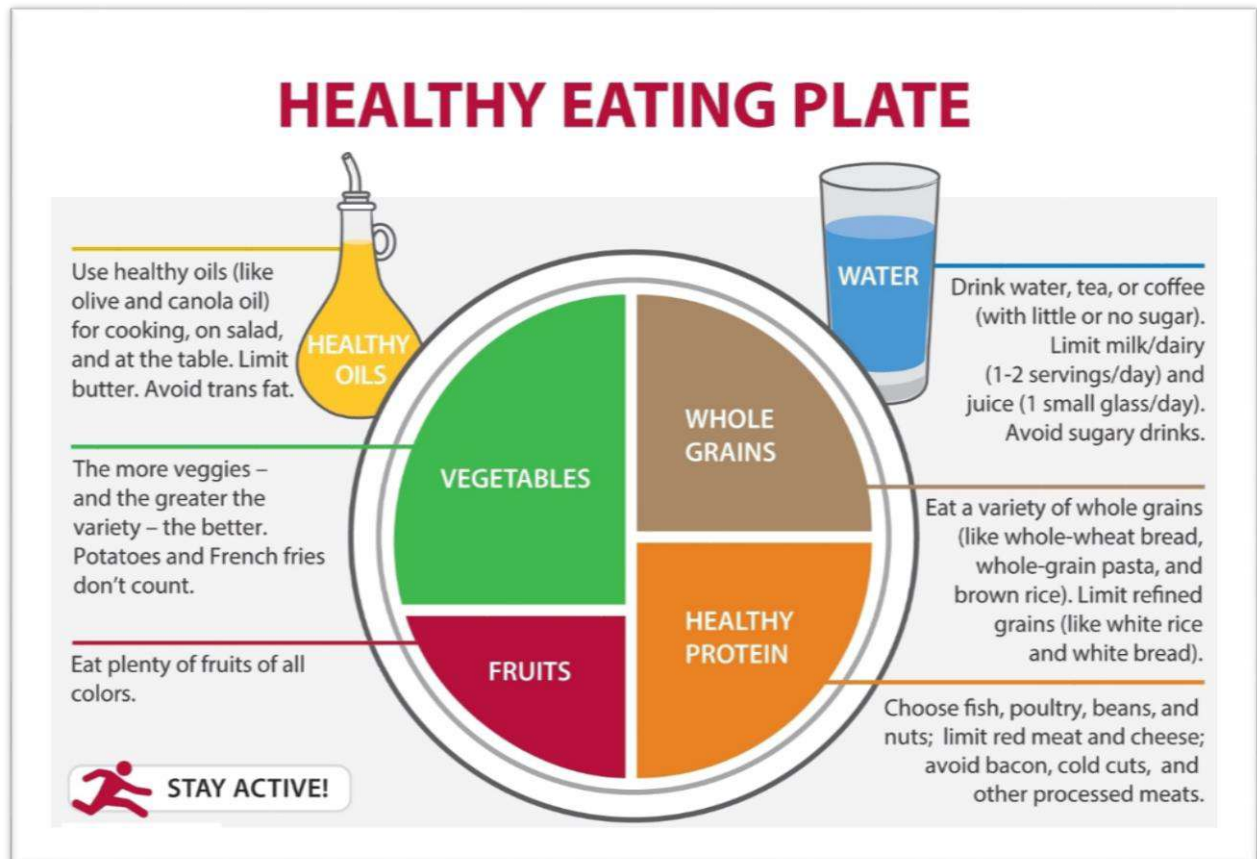 HEALTHY EATING PLATE
Use healthy oils (like
olive and canola oil)
for cooking, on salad,
and at the table. Limit
butter. Avoid trans fat.
HEALTHY
OILS
The more veggies –
and the greater the
variety – the better.
Potatoes and French fries
don't count.
Eat plenty of fruits of all
colors.
STAY ACTIVE!
VEGETABLES
FRUITS
WHOLE
GRAINS
HEALTHY
PROTEIN
WATER
Drink water, tea, or coffee
(with little or no sugar).
Limit milk/dairy
(1-2 servings/day) and
juice (1 small glass/day).
Avoid sugary drinks.
Eat a variety of whole grains
(like whole-wheat bread,
whole-grain pasta, and
brown rice). Limit refined
grains (like white rice
and white bread).
Choose fish, poultry, beans, and
nuts; limit red meat and cheese;
avoid bacon, cold cuts, and
other processed meats.